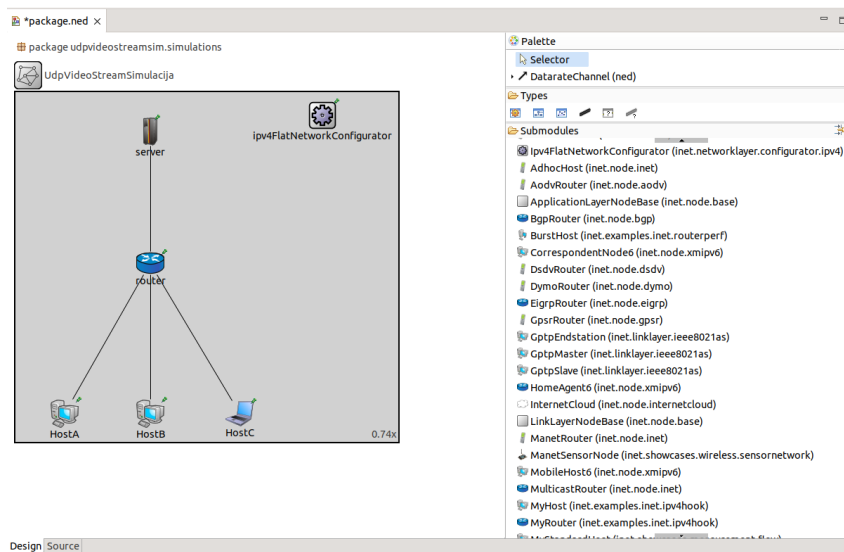 *package.ned
package udpvideostreamsim.simulations
UdpVideoStreamSimulacija
ipv4FlatNetworkConfigurator
server
router
HostA
HostB
HostC
0.74x
Design
Source
Palette
Selector
DatarateChannel (ned)
Types
Submodules
Ipv4FlatNetworkConfigurator (inet.networklayer.configurator.ipv4)
AdhocHost (inet.node.inet)
AodvRouter (inet.node.aodv)
ApplicationLayerNodeBase (inet.node.base)
BgpRouter (inet.node.bgp)
BurstHost (inet.examples.inet.routerperf)
CorrespondentNode6 (inet.node.xmipv6)
DsdvRouter (inet.node.dsdv)
DymoRouter (inet.node.dymo)
EigrpRouter (inet.node.eigrp)
GpsrRouter (inet.node.gpsr)
GptpEndstation (inet.linklayer.ieee8021as)
GptpMaster (inet.linklayer.ieee8021as)
GptpSlave (inet.linklayer.ieee8021as)
HomeAgent6 (inet.node.xmipv6)
InternetCloud (inet.node.internetcloud)
LinkLayerNodeBase (inet.node.base)
ManetRouter (inet.node.inet)
ManetSensorNode (inet.showcases.wireless.sensornetwork)
MobileHost6 (inet.node.xmipv6)
MulticastRouter (inet.node.inet)
MyHost (inet.examples.inet.ipv4hook)
MyRouter (inet.examples.inet.ipv4hook)